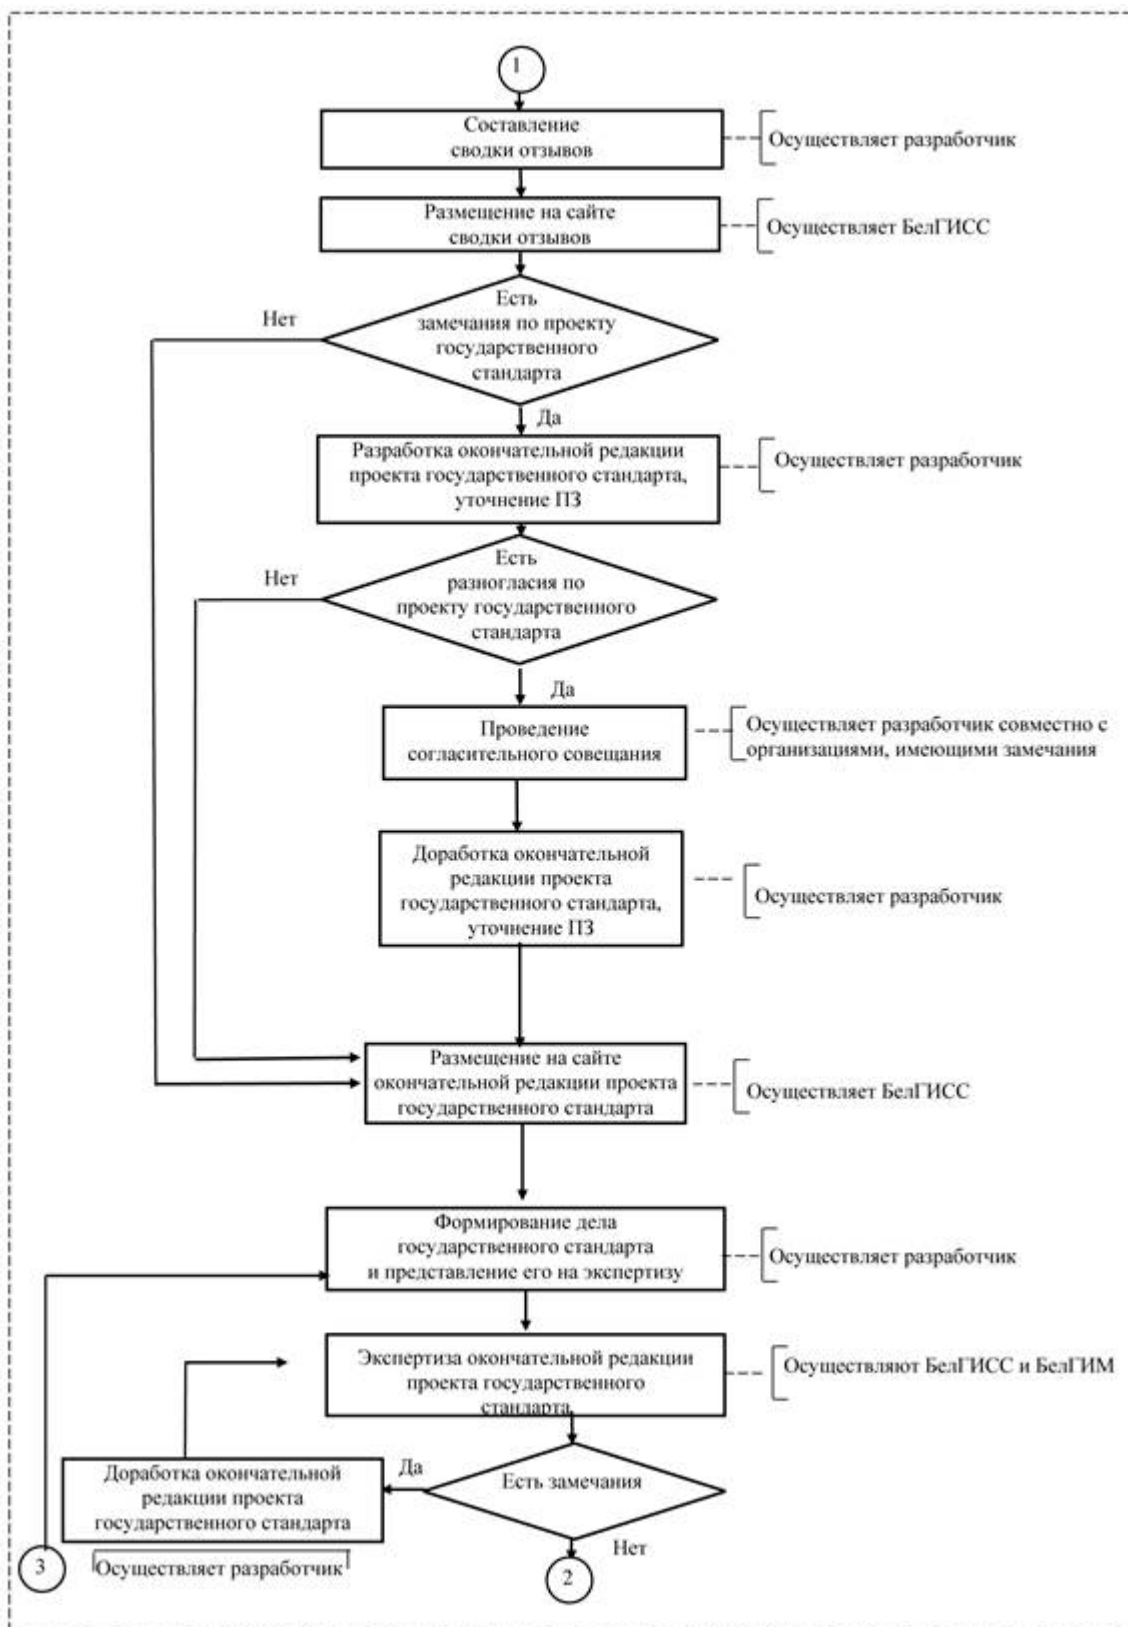 1
Составление
сводки отзывов
Осуществляет разработчик
Размещение на сайте
сводки отзывов
Осуществляет БелГИСС
Есть
замечания по проекту
государственного
стандарта
Нет
Да
Разработка окончательной редакции
проекта государственного стандарта,
уточнение ПЗ
Осуществляет разработчик
Есть
разногласия по
проекту государственного
стандарта
Нет
Да
Проведение
согласительного совещания
Осуществляет разработчик совместно с
организациями, имеющими замечания
Доработка окончательной
редакции проекта
государственного стандарта,
уточнение ПЗ
Осуществляет разработчик
Размещение на сайте
окончательной редакции проекта
государственного стандарта
Осуществляет БелГИСС
Формирование дела
государственного стандарта
и представление его на экспертизу
Осуществляет разработчик
Экспертиза окончательной редакции
проекта государственного
стандарта
Осуществляют БелГИСС и БелГИМ
Есть замечания
Да
Доработка окончательной
редакции проекта
государственного стандарта
Осуществляет разработчик
Нет
3
2